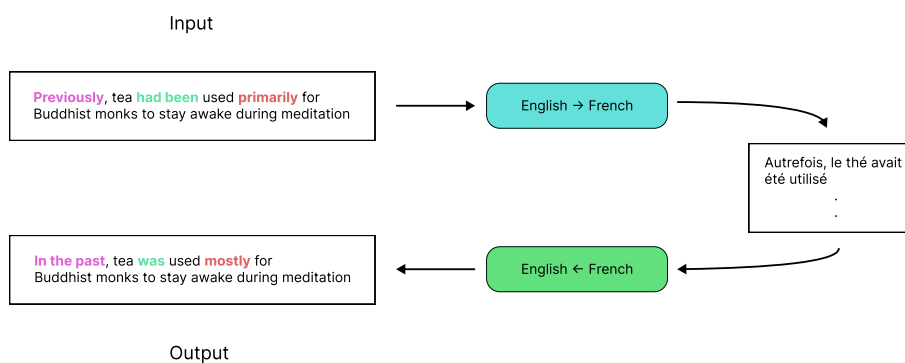 Input
Previously, tea had been used primarily for
Buddhist monks to stay awake during meditation
English → French
Autrefois, le thé avait
été utilisé
.
.
In the past, tea was used mostly for
Buddhist monks to stay awake during meditation
English ← French
Output